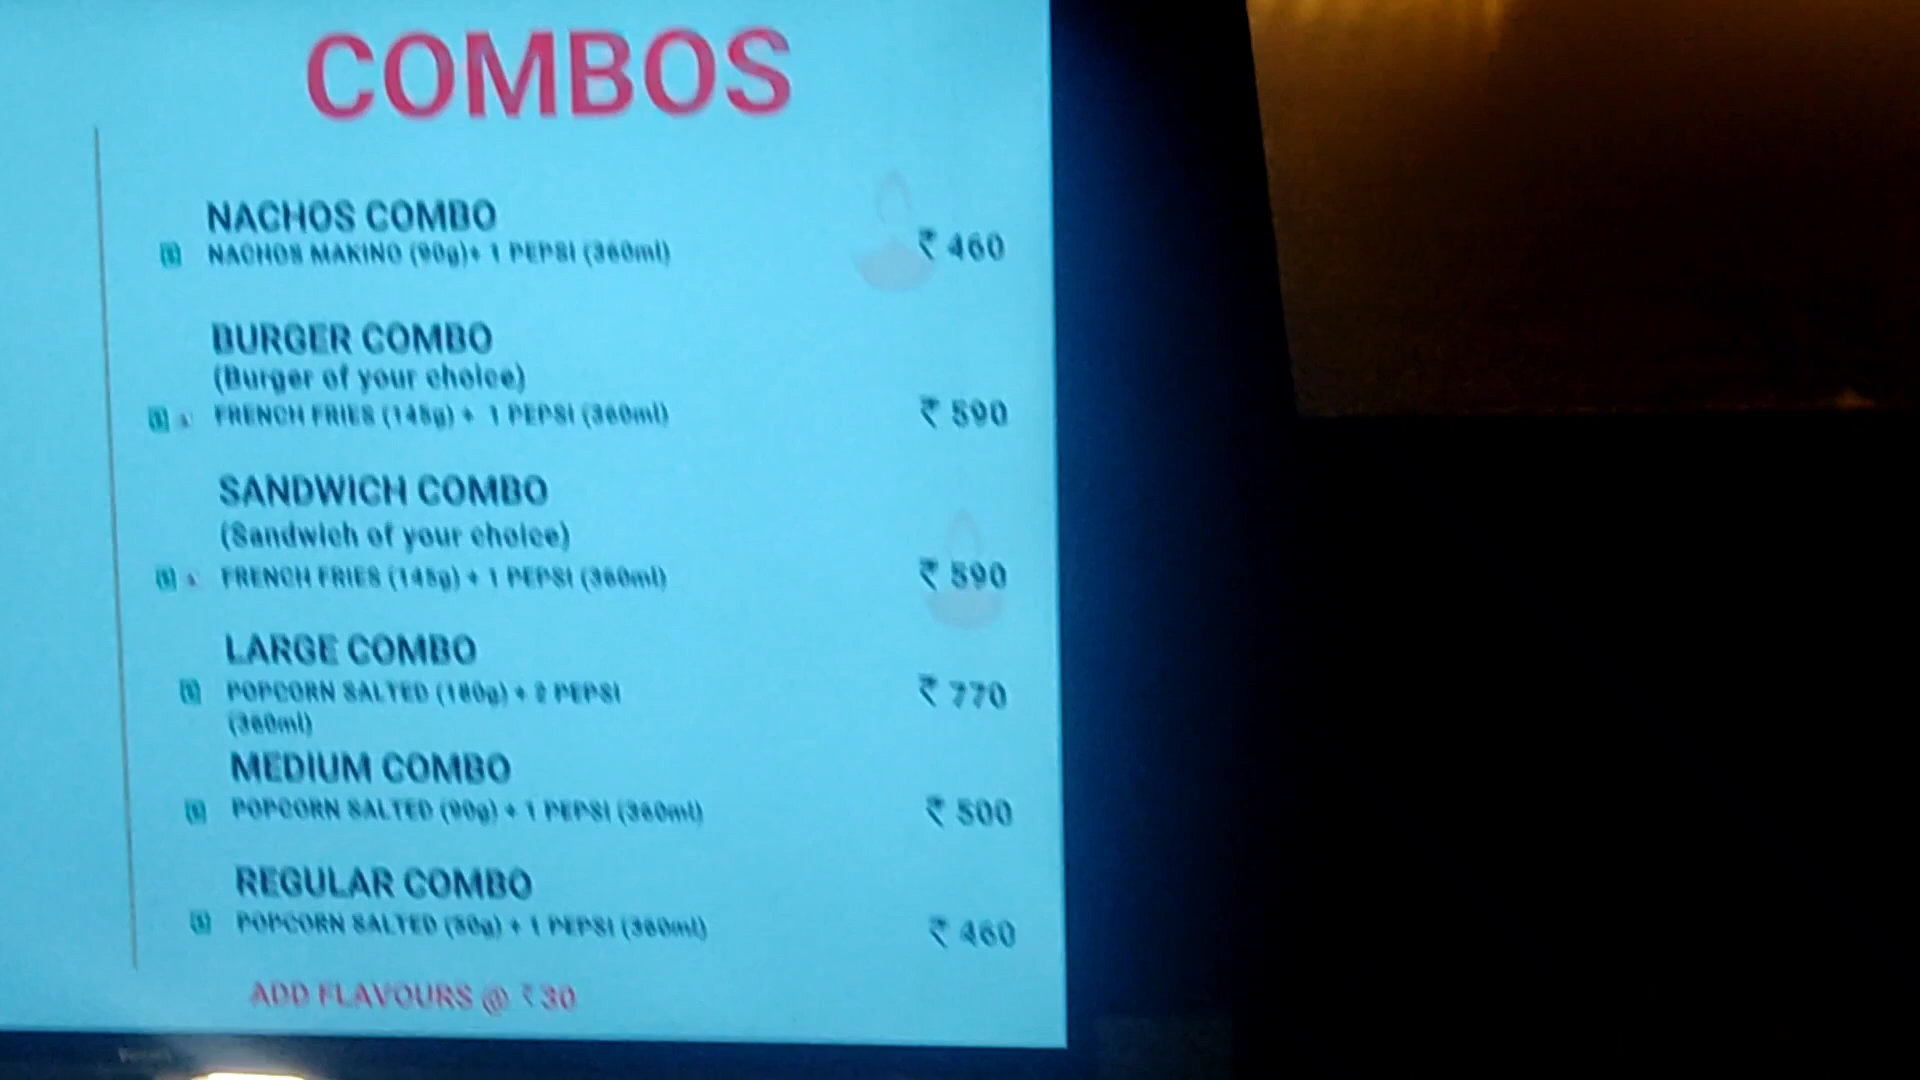 COMBOS
NACHOS COMBO
NACHOS MAKINO (90g)+ 1 PEPSI (360ml)
₹ 460
BURGER COMBO
(Burger of your choice)
FRENCH FRIES (145g) + 1 PEPSI (360ml)
₹ 590
SANDWICH COMBO
(Sandwich of your choice)
FRENCH FRIES (145g) + 1 PEPSI (360ml)
₹ 590
LARGE COMBO
POPCORN SALTED (180g) + 2 PEPSI
(360ml)
₹ 770
MEDIUM COMBO
POPCORN SALTED (90g) + 1 PEPSI (360ml)
₹ 500
REGULAR COMBO
POPCORN SALTED (50g) + 1 PEPSI (360ml)
₹ 460
ADD FLAVOURS @ ₹ 30